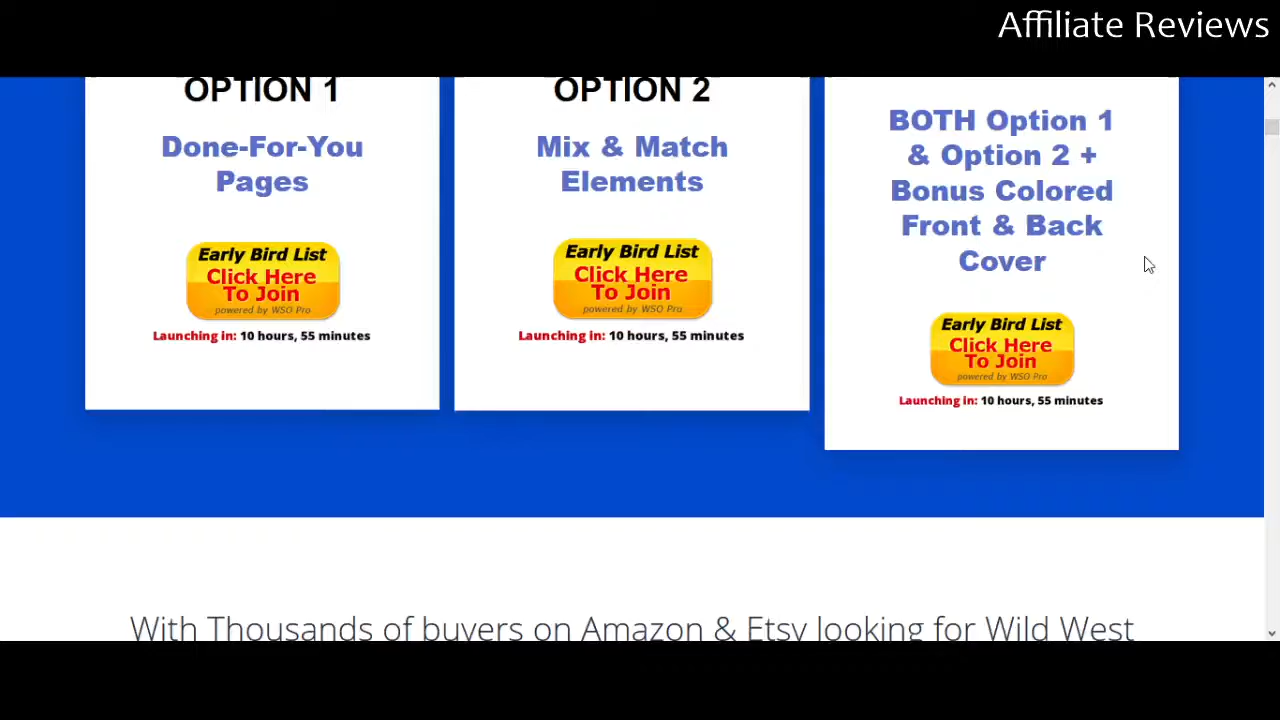 Affiliate Reviews
OPTION 1
Done-For-You
Pages
Early Bird List
Click Here
To Join
powered by WSO Pro
Launching in: 10 hours, 55 minutes
OPTION 2
Mix & Match
Elements
Early Bird List
Click Here
To Join
powered by WSO Pro
Launching in: 10 hours, 55 minutes
BOTH Option 1
& Option 2 +
Bonus Colored
Front & Back
Cover
Early Bird List
Click Here
To Join
powered by WSO Pro
Launching in: 10 hours, 55 minutes
With Thousands of buyers on Amazon & Etsy looking for Wild West